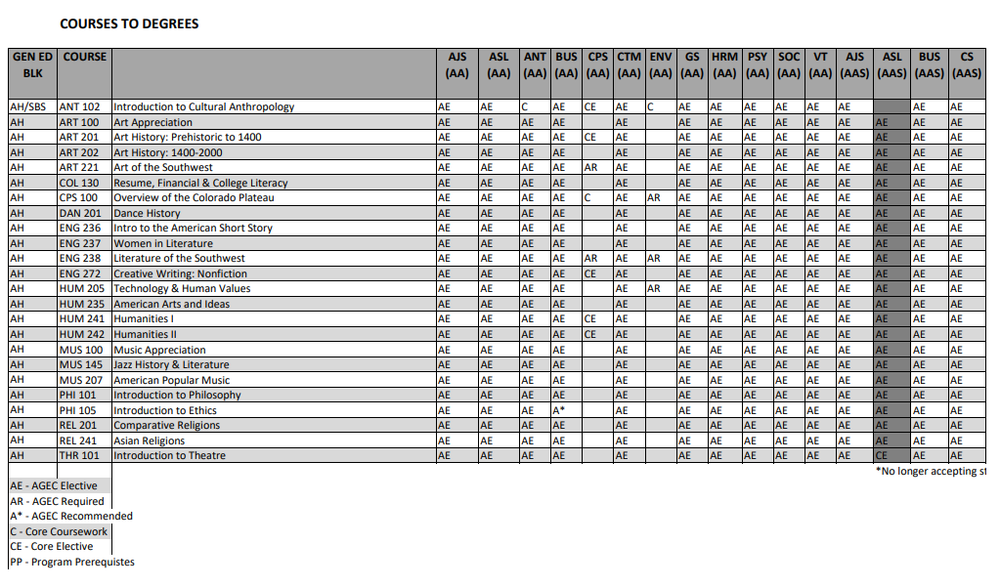 COURSES TO DEGREES
GEN ED BLK COURSE AJS (AA) ASL (AA) ANT (AA) BUS (AA) CPS (AA) CTM (AA) ENV (AA) GS (AA) HRM (AA) PSY (AA) SOC (AA) VT (AA) AJS (AAS) ASL (AAS) BUS (AAS) CS (AAS)
AH/SBS ANT 102 Introduction to Cultural Anthropology AE AE C AE CE AE C AE AE AE AE AE AE AE AE
AH ART 100 Art Appreciation AE AE AE AE AE AE AE AE AE AE AE AE AE AE
AH ART 201 Art History: Prehistoric to 1400 AE AE AE AE CE AE AE AE AE AE AE AE AE AE AE
AH ART 202 Art History: 1400-2000 AE AE AE AE AE AE AE AE AE AE AE AE AE AE
AH ART 221 Art of the Southwest AE AE AE AE AR AE AE AE AE AE AE AE AE AE AE
AH COL 130 Resume, Financial & College Literacy AE AE AE AE AE AE AE AE AE AE AE AE AE AE
AH CPS 100 Overview of the Colorado Plateau AE AE AE AE C AE AR AE AE AE AE AE AE AE AE AE
AH DAN 201 Dance History AE AE AE AE AE AE AE AE AE AE AE AE AE AE
AH ENG 236 Intro to the American Short Story AE AE AE AE AE AE AE AE AE AE AE AE AE AE
AH ENG 237 Women in Literature AE AE AE AE AE AE AE AE AE AE AE AE AE AE
AH ENG 238 Literature of the Southwest AE AE AE AE AR AE AR AE AE AE AE AE AE AE AE AE
AH ENG 272 Creative Writing: Nonfiction AE AE AE AE CE AE AE AE AE AE AE AE AE AE AE
AH HUM 205 Technology & Human Values AE AE AE AE AE AR AE AE AE AE AE AE AE AE AE
AH HUM 235 American Arts and Ideas AE AE AE AE AE AE AE AE AE AE AE AE AE AE
AH HUM 241 Humanities I AE AE AE AE CE AE AE AE AE AE AE AE AE AE AE
AH HUM 242 Humanities II AE AE AE AE CE AE AE AE AE AE AE AE AE AE AE
AH MUS 100 Music Appreciation AE AE AE AE AE AE AE AE AE AE AE AE AE AE
AH MUS 145 Jazz History & Literature AE AE AE AE AE AE AE AE AE AE AE AE AE AE
AH MUS 207 American Popular Music AE AE AE AE AE AE AE AE AE AE AE AE AE AE
AH PHI 101 Introduction to Philosophy AE AE AE AE AE AE AE AE AE AE AE AE AE AE
AH PHI 105 Introduction to Ethics AE AE AE A* AE AE AE AE AE AE AE AE AE AE
AH REL 201 Comparative Religions AE AE AE AE AE AE AE AE AE AE AE AE AE AE
AH REL 241 Asian Religions AE AE AE AE AE AE AE AE AE AE AE AE AE AE
AH THR 101 Introduction to Theatre AE AE AE AE AE AE AE AE AE AE AE CE AE AE
*No longer accepting st
AE - AGEC Elective
AR - AGEC Required
A* - AGEC Recommended
C - Core Coursework
CE - Core Elective
PP - Program Prerequistes